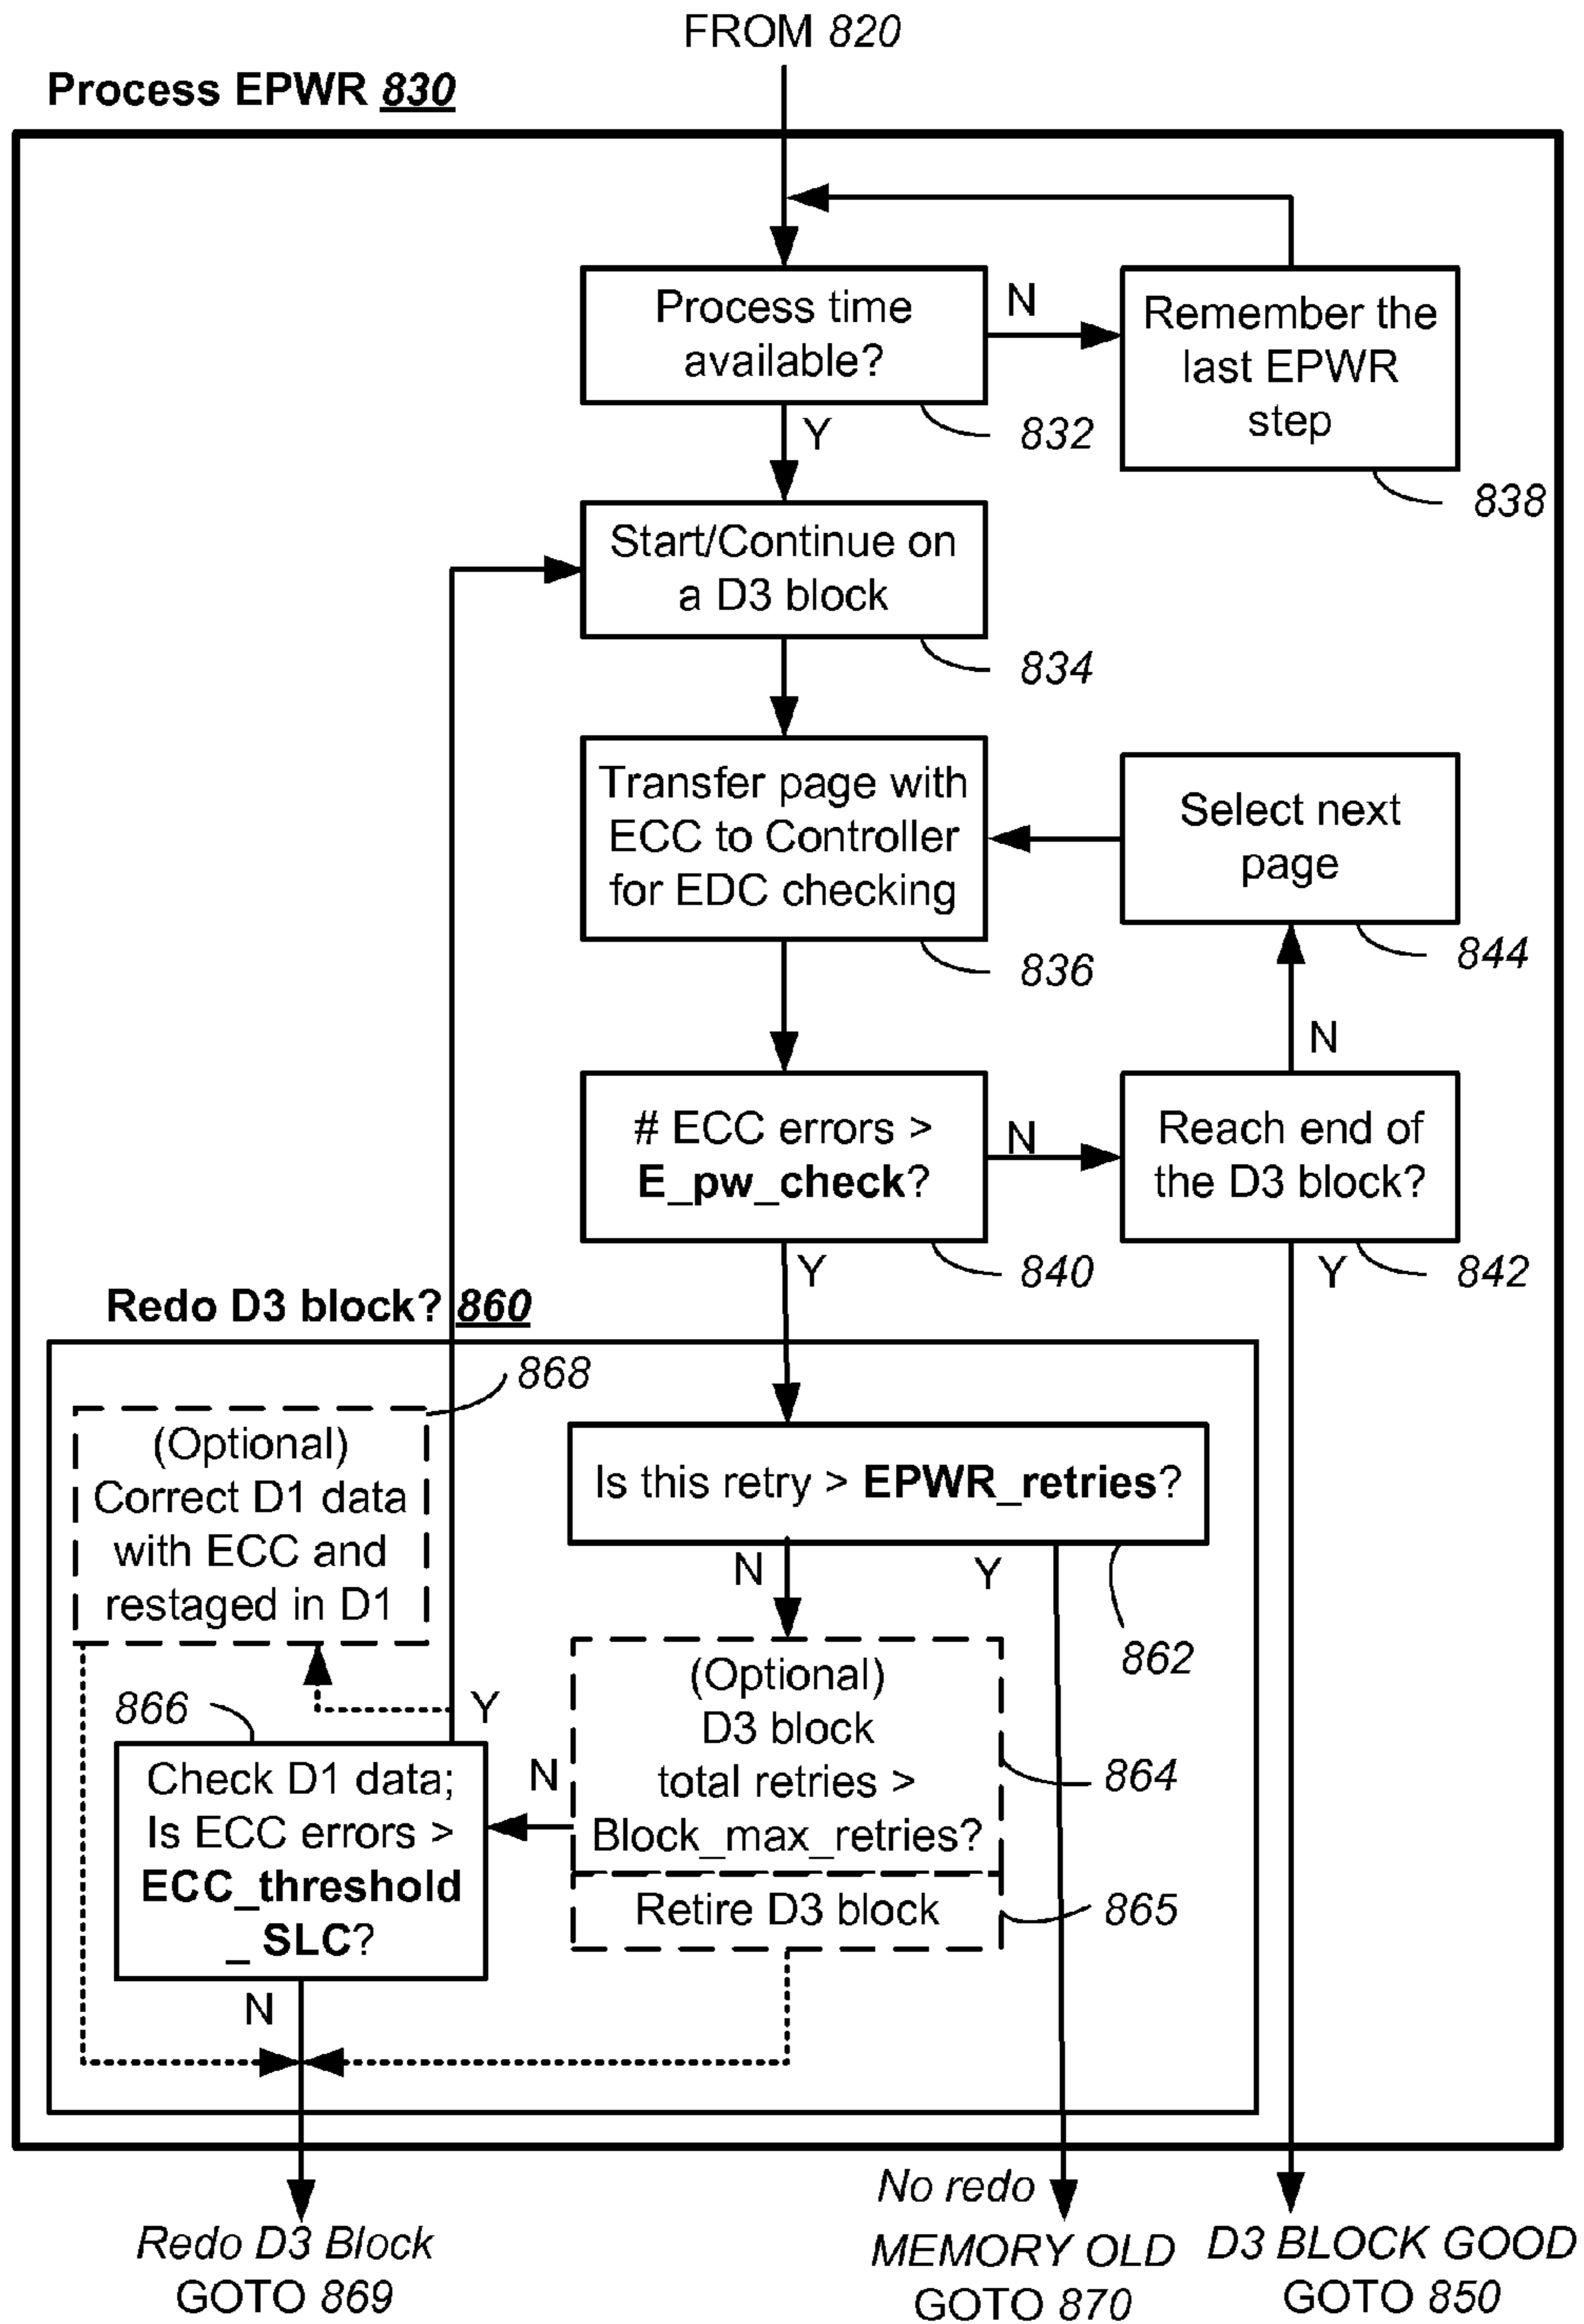 FROM 820
Process EPWR 830
Process time
available?
N
Remember the
last EPWR
step
832
Y
838
Start/Continue on
a D3 block
834
Transfer page with
ECC to Controller
for EDC checking
Select next
page
836
844
N
# ECC errors >
E_pw_check?
N
Reach end of
the D3 block?
Y
840
Y
842
Redo D3 block? 860
868
(Optional)
Correct D1 data
with ECC and
restaged in D1
Is this retry > EPWR_retries?
N
Y
862
(Optional)
D3 block
total retries >
Block_max_retries?
864
Retire D3 block
865
866
Y
N
Check D1 data;
Is ECC errors >
ECC_threshold
_ SLC?
N
No redo
Redo D3 Block
GOTO 869
MEMORY OLD
GOTO 870
D3 BLOCK GOOD
GOTO 850